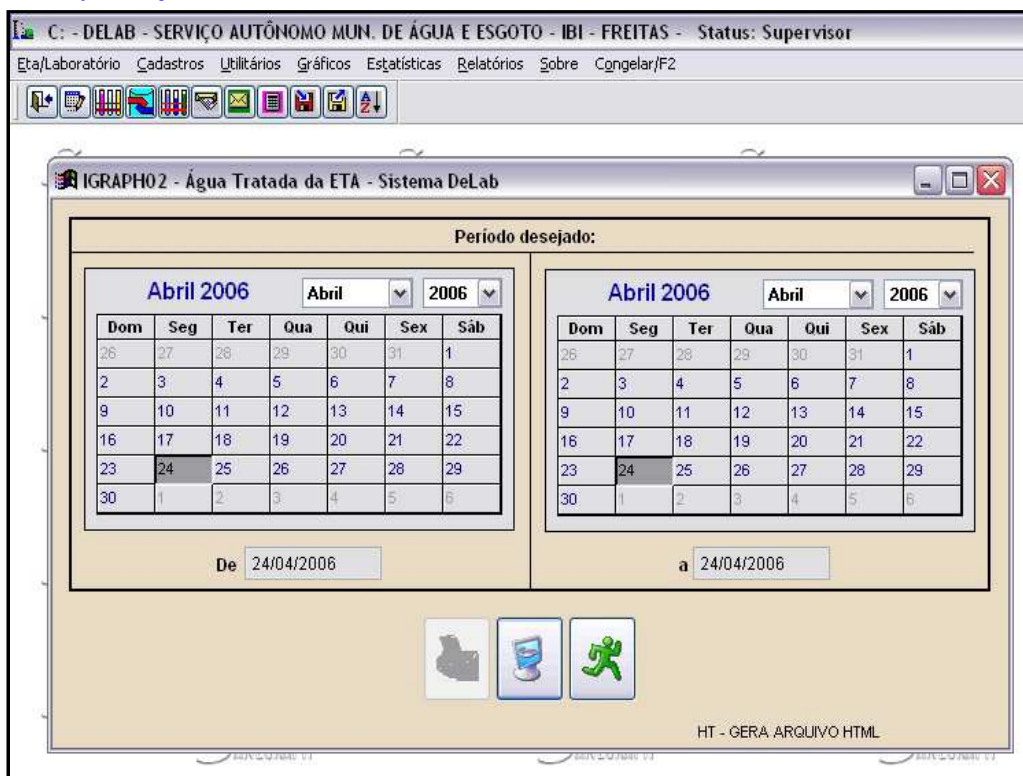 C: - DELAB - SERVIÇO AUTÔNOMO MUN. DE ÁGUA E ESGOTO - IBI - FREITAS - Status: Supervisor
Eta/Laboratório Cadastros Utilitários Gráficos Estatísticas Relatórios Sobre Congelar/F2
IGRAPH02 - Água Tratada da ETA - Sistema DeLab
Período desejado:
Abril 2006 Abril 2006
Dom Seg Ter Qua Qui Sex Sáb
26 27 28 29 30 31 1
2 3 4 5 6 7 8
9 10 11 12 13 14 15
16 17 18 19 20 21 22
23 24 25 26 27 28 29
30 1 2 3 4 5 6
De 24/04/2006
Abril 2006 Abril 2006
Dom Seg Ter Qua Qui Sex Sáb
26 27 28 29 30 31 1
2 3 4 5 6 7 8
9 10 11 12 13 14 15
16 17 18 19 20 21 22
23 24 25 26 27 28 29
30 1 2 3 4 5 6
a 24/04/2006
HT - GERA ARQUIVO HTML